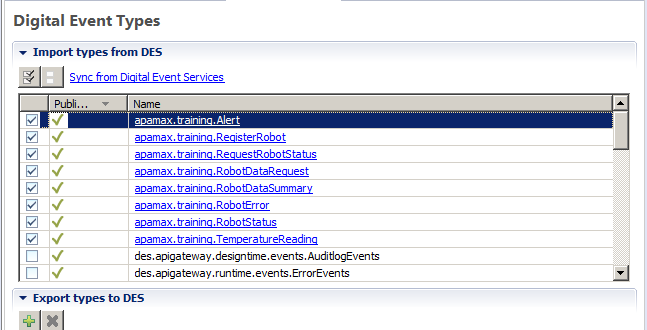 Digital Event Types
Import types from DES
Sync from Digital Event Services
Publi... Name
apamax.training.Alert
apamax.training.RegisterRobot
apamax.training.RequestRobotStatus
apamax.training.RobotDataRequest
apamax.training.RobotDataSummary
apamax.training.RobotError
apamax.training.RobotStatus
apamax.training.TemperatureReading
des.apigateway.designtime.events.AuditlogEvents
des.apigateway.runtime.events.ErrorEvents
Export types to DES